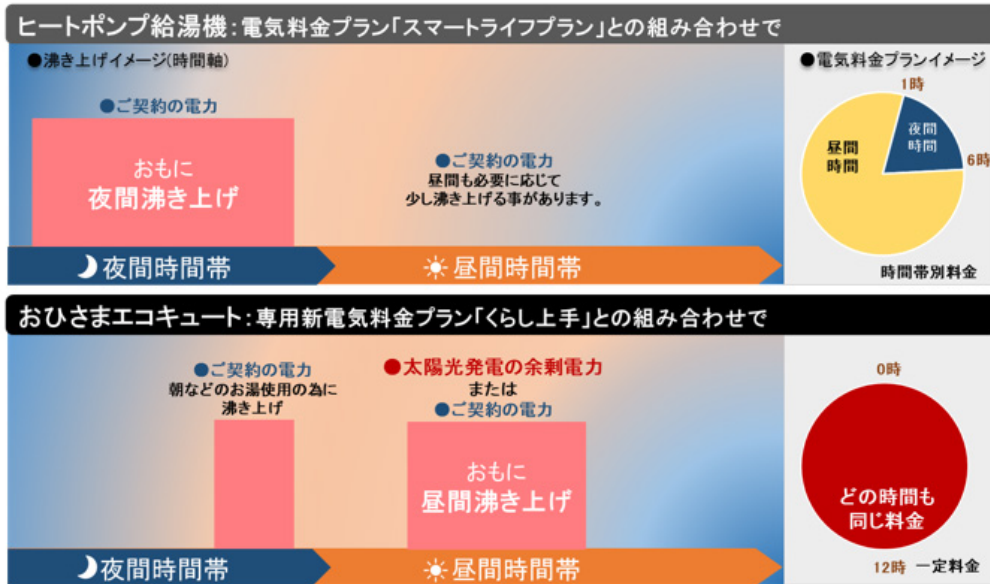 ヒートポンプ給湯機：電気料金プラン「スマートライフプラン」との組み合わせで
●沸き上げイメージ(時間軸)
●ご契約の電力
おもに
夜間沸き上げ
●ご契約の電力
昼間も必要に応じて
少し沸き上げる事があります。
夜間時間帯
昼間時間帯
●電気料金プランイメージ
1時
夜間
時間
昼間
時間
6時
時間帯別料金
おひさまエコキュート：専用新電気料金プラン「くらし上手」との組み合わせで
●ご契約の電力
朝などのお湯使用の為に
沸き上げ
●太陽光発電の余剰電力
または
●ご契約の電力
おもに
昼間沸き上げ
夜間時間帯
昼間時間帯
0時
どの時間も
同じ料金
12時 一定料金